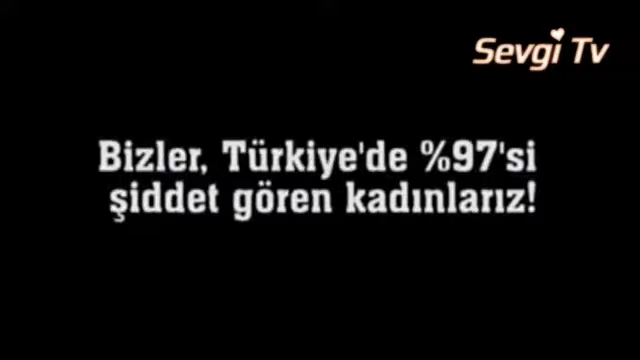 Sevgi Tv
Bizler, Türkiye'de %97'si
şiddet gören kadınlarız!